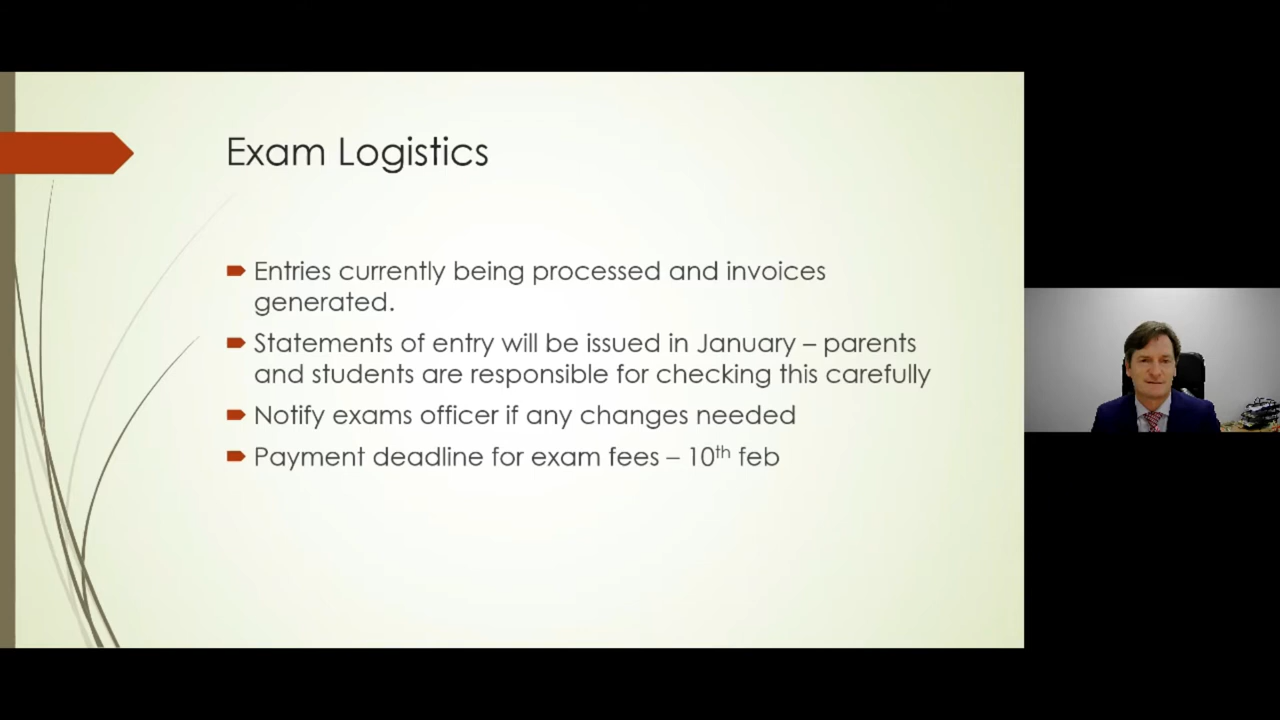 Exam Logistics
Entries currently being processed and invoices
generated.
Statements of entry will be issued in January – parents
and students are responsible for checking this carefully
Notify exams officer if any changes needed
Payment deadline for exam fees – 10th feb